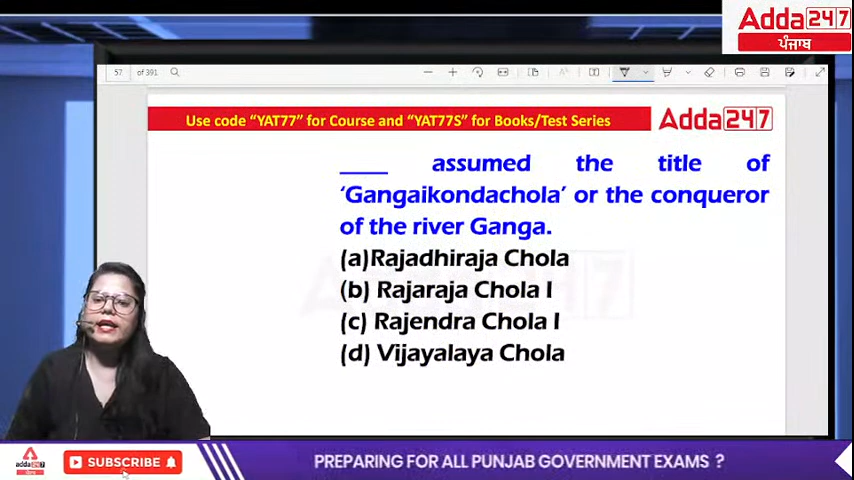 Adda247
ਪੰਜਾਬ
57 of 391
Use code "YAT77" for Course and "YAT77S" for Books/Test Series
Adda247
____ assumed the title of
'Gangaikondachola' or the conqueror
of the river Ganga.
(a)Rajadhiraja Chola
(b) Rajaraja Chola I
(c) Rajendra Chola I
(d) Vijayalaya Chola
adda247
SUBSCRIBE
PREPARING FOR ALL PUNJAB GOVERNMENT EXAMS ?